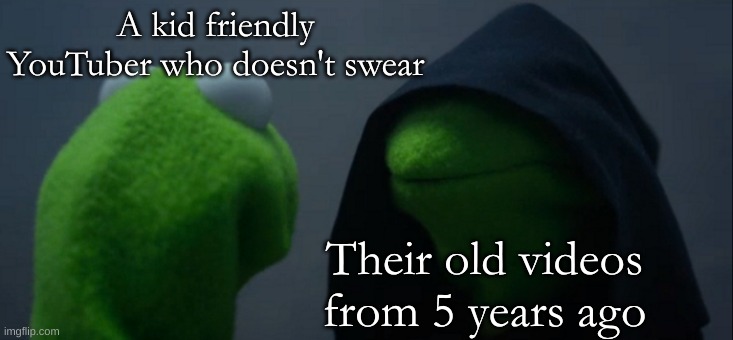 A kid friendly
YouTuber who doesn't swear
Their old videos
from 5 years ago
imgflip.com